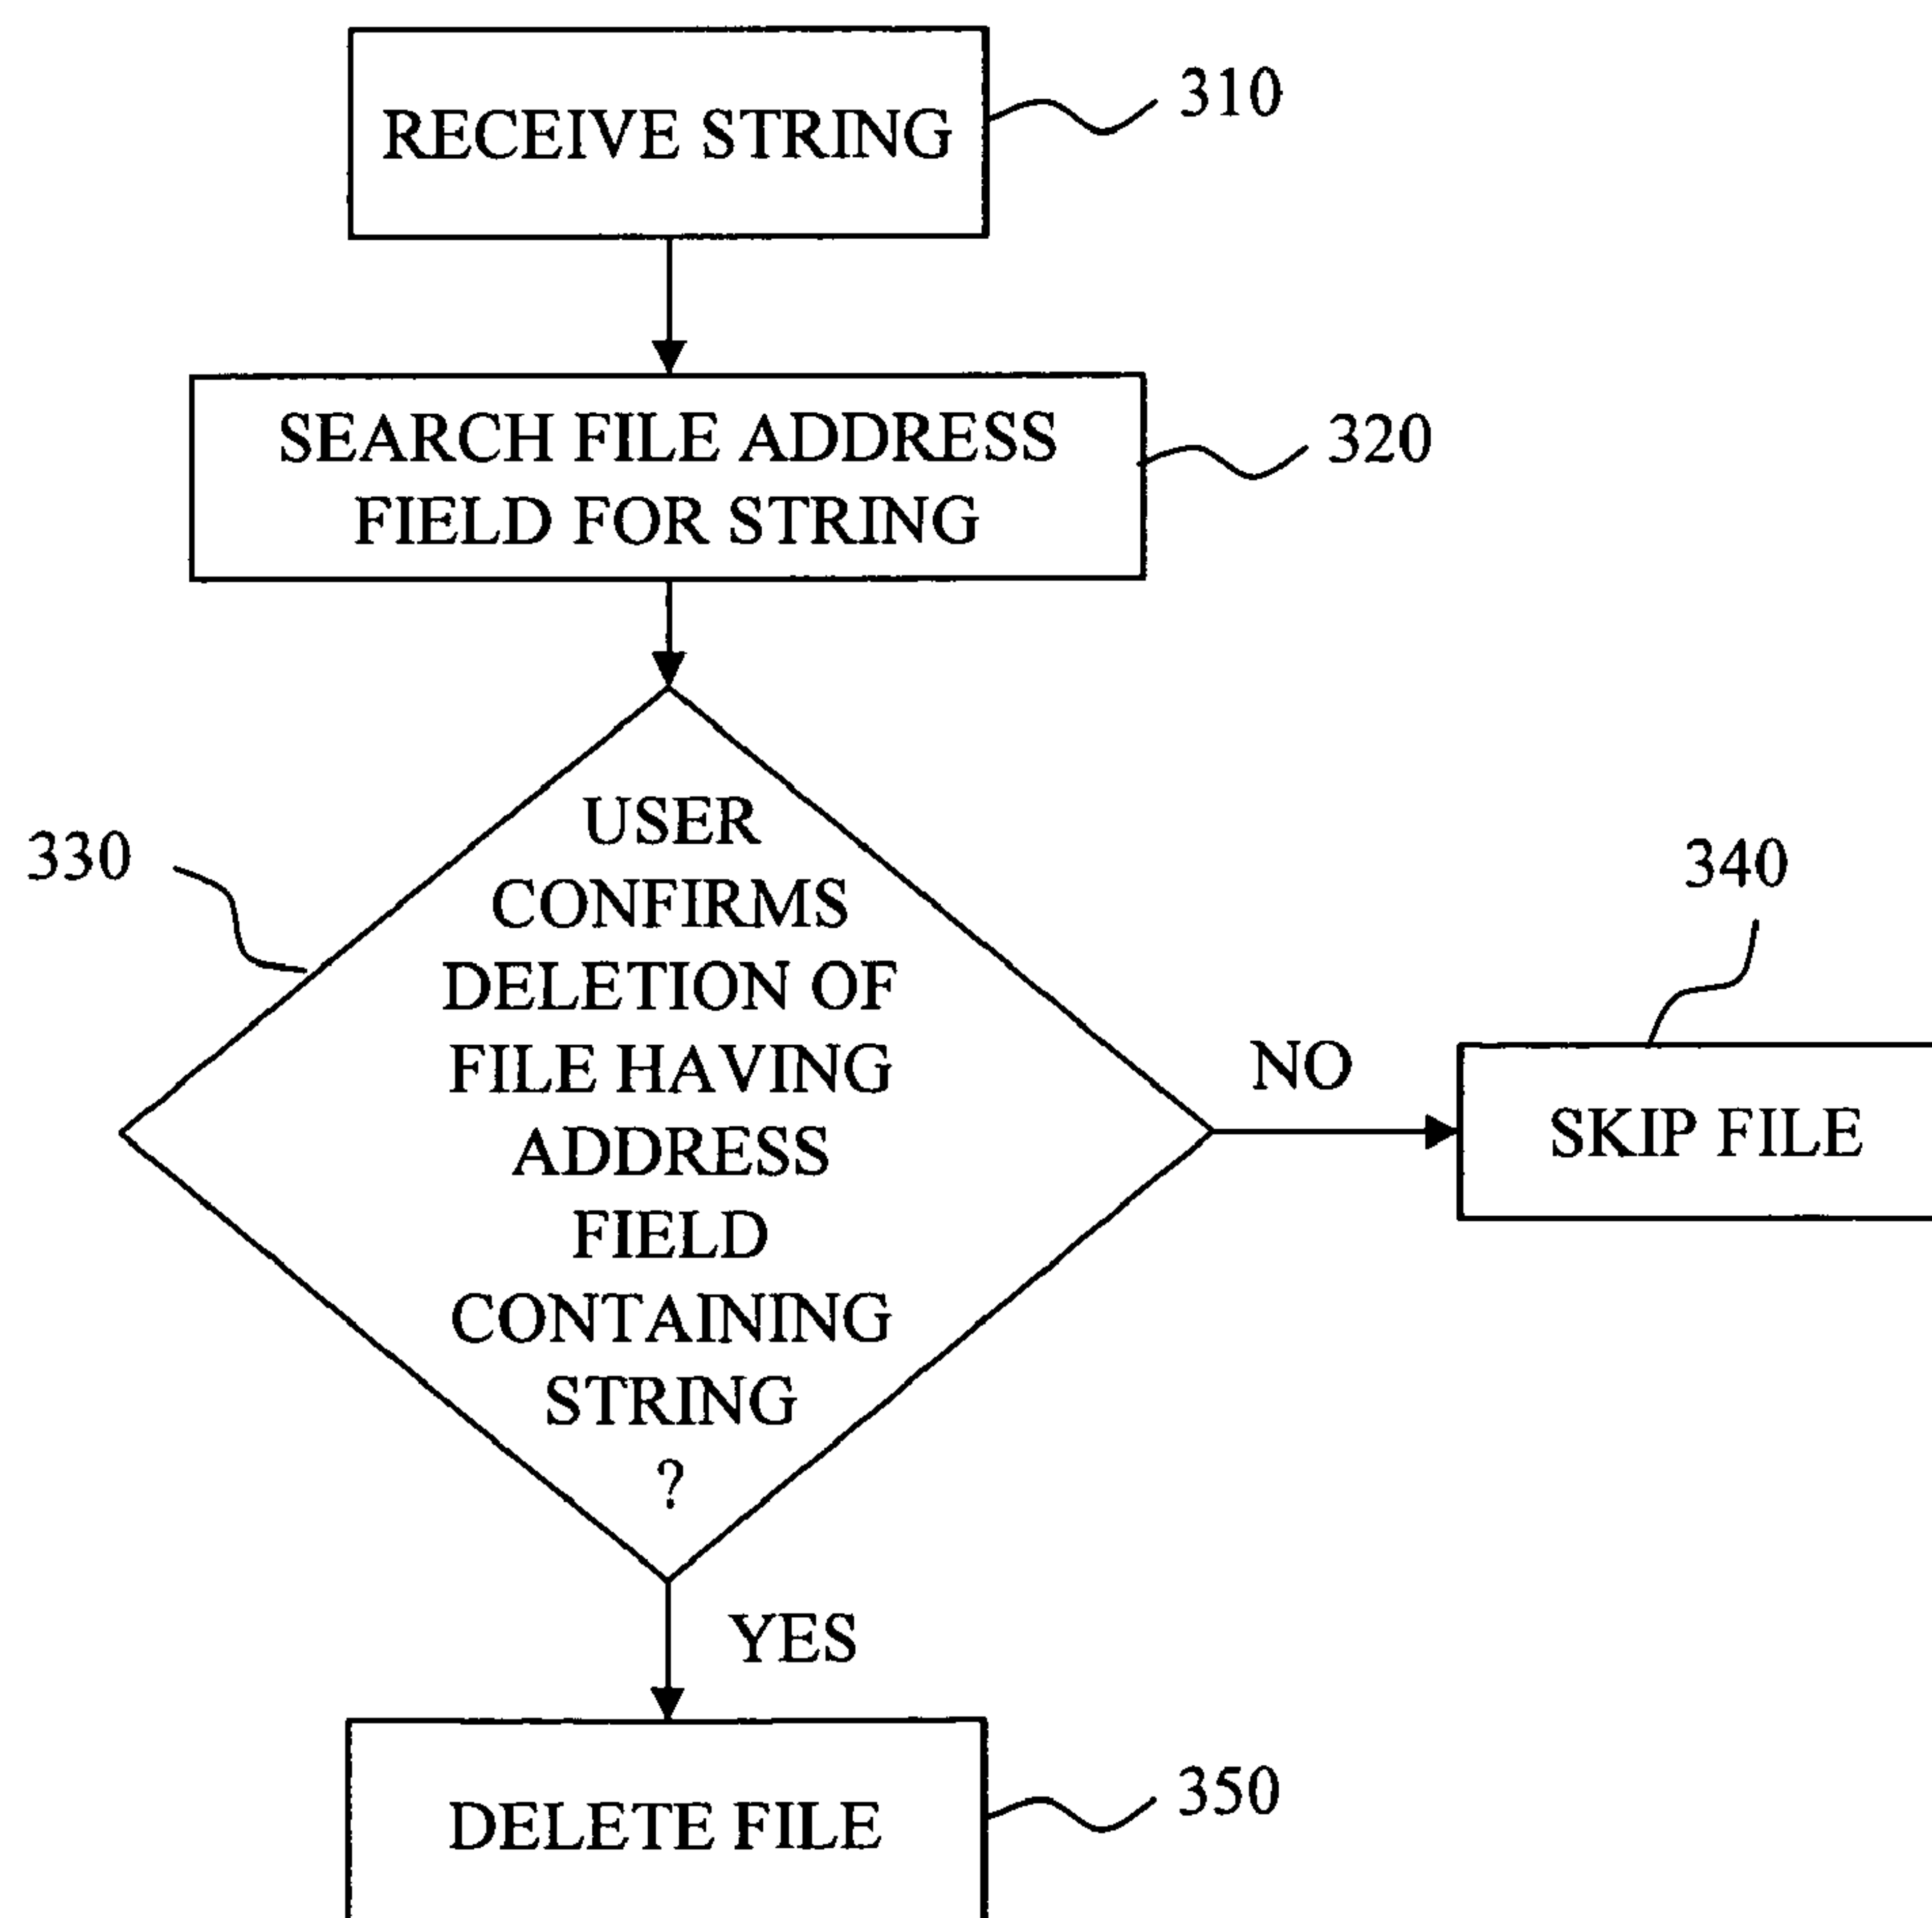 RECEIVE STRING
310
SEARCH FILE ADDRESS
FIELD FOR STRING
320
330
USER
CONFIRMS
DELETION OF
FILE HAVING
ADDRESS
FIELD
CONTAINING
STRING
?
NO
340
SKIP FILE
YES
DELETE FILE
350